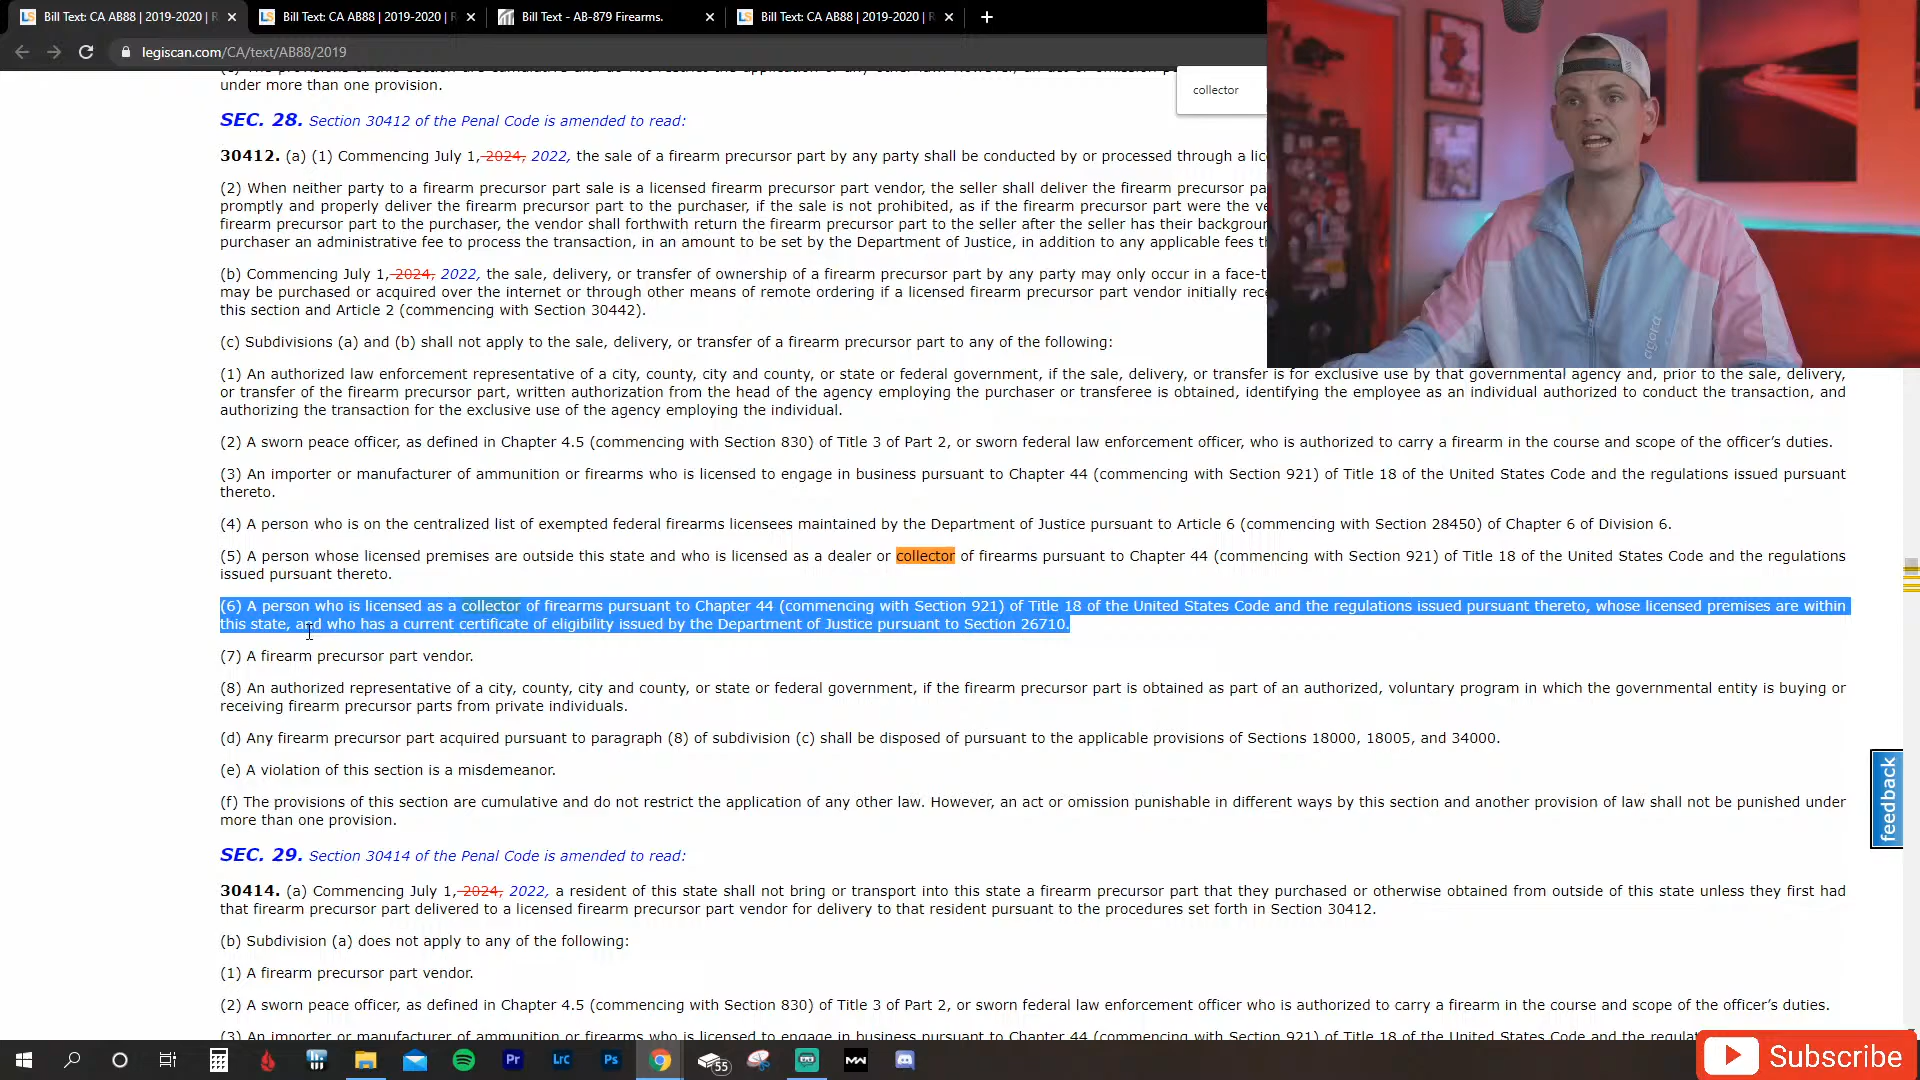 Bill Text: CA AB88 | 2019-2020 | R
Bill Text: CA AB88 | 2019-2020 | R
Bill Text - AB-879 Firearms.
Bill Text: CA AB88 | 2019-2020 | R
legiscan.com/CA/text/AB88/2019
collector
under more than one provision.
SEC. 28. Section 30412 of the Penal Code is amended to read:
30412. (a) (1) Commencing July 1, 2024, 2022, the sale of a firearm precursor part by any party shall be conducted by or processed through a
(2) When neither party to a firearm precursor part sale is a licensed firearm precursor part vendor, the seller shall deliver the firearm precursor
promptly and properly deliver the firearm precursor part to the purchaser, if the sale is not prohibited, as if the firearm precursor part were the
firearm precursor part to the purchaser, the vendor shall forthwith return the firearm precursor part to the seller after the seller has their
purchaser an administrative fee to process the transaction, in an amount to be set by the Department of Justice, in addition to any applicable fees
(b) Commencing July 1, 2024, 2022, the sale, delivery, or transfer of ownership of a firearm precursor part by any party may only occur in a
may be purchased or acquired over the internet or through other means of remote ordering if a licensed firearm precursor part vendor initially
this section and Article 2 (commencing with Section 30442).
(c) Subdivisions (a) and (b) shall not apply to the sale, delivery, or transfer of a firearm precursor part to any of the following:
(1) An authorized law enforcement representative of a city, county, city and county, or state or federal government, if the sale, delivery, or transfer is for exclusive use by that governmental agency and, prior to the sale, delivery,
or transfer of the firearm precursor part, written authorization from the head of the agency employing the purchaser or transferee is obtained, identifying the employee as an individual authorized to conduct the transaction, and
authorizing the transaction for the exclusive use of the agency employing the individual.
(2) A sworn peace officer, as defined in Chapter 4.5 (commencing with Section 830) of Title 3 of Part 2, or sworn federal law enforcement officer, who is authorized to carry a firearm in the course and scope of the officer's duties.
(3) An importer or manufacturer of ammunition or firearms who is licensed to engage in business pursuant to Chapter 44 (commencing with Section 921) of Title 18 of the United States Code and the regulations issued pursuant
thereto.
(4) A person who is on the centralized list of exempted federal firearms licensees maintained by the Department of Justice pursuant to Article 6 (commencing with Section 28450) of Chapter 6 of Division 6.
(5) A person whose licensed premises are outside this state and who is licensed as a dealer or collector of firearms pursuant to Chapter 44 (commencing with Section 921) of Title 18 of the United States Code and the regulations
issued pursuant thereto.
(6) A person who is licensed as a collector of firearms pursuant to Chapter 44 (commencing with Section 921) of Title 18 of the United States Code and the regulations issued pursuant thereto, whose licensed premises are within
this state, and who has a current certificate of eligibility issued by the Department of Justice pursuant to Section 26710.
(7) A firearm precursor part vendor.
(8) An authorized representative of a city, county, city and county, or state or federal government, if the firearm precursor part is obtained as part of an authorized, voluntary program in which the governmental entity is buying or
receiving firearm precursor parts from private individuals.
(d) Any firearm precursor part acquired pursuant to paragraph (8) of subdivision (c) shall be disposed of pursuant to the applicable provisions of Sections 18000, 18005, and 34000.
(e) A violation of this section is a misdemeanor.
(f) The provisions of this section are cumulative and do not restrict the application of any other law. However, an act or omission punishable in different ways by this section and another provision of law shall not be punished under
more than one provision.
SEC. 29. Section 30414 of the Penal Code is amended to read:
30414. (a) Commencing July 1, 2024, 2022, a resident of this state shall not bring or transport into this state a firearm precursor part that they purchased or otherwise obtained from outside of this state unless they first had
that firearm precursor part delivered to a licensed firearm precursor part vendor for delivery to that resident pursuant to the procedures set forth in Section 30412.
(b) Subdivision (a) does not apply to any of the following:
(1) A firearm precursor part vendor.
(2) A sworn peace officer, as defined in Chapter 4.5 (commencing with Section 830) of Title 3 of Part 2, or sworn federal law enforcement officer who is authorized to carry a firearm in the course and scope of the officer's duties.
(3) An importer or manufacturer of ammunition or firearms who is licensed to engage in business pursuant to Chapter 44 (commencing with Section 921) of Title 18 of the United States Code and the
feedback
agara
Pr
Lrc
Ps
55
MW
Subscribe